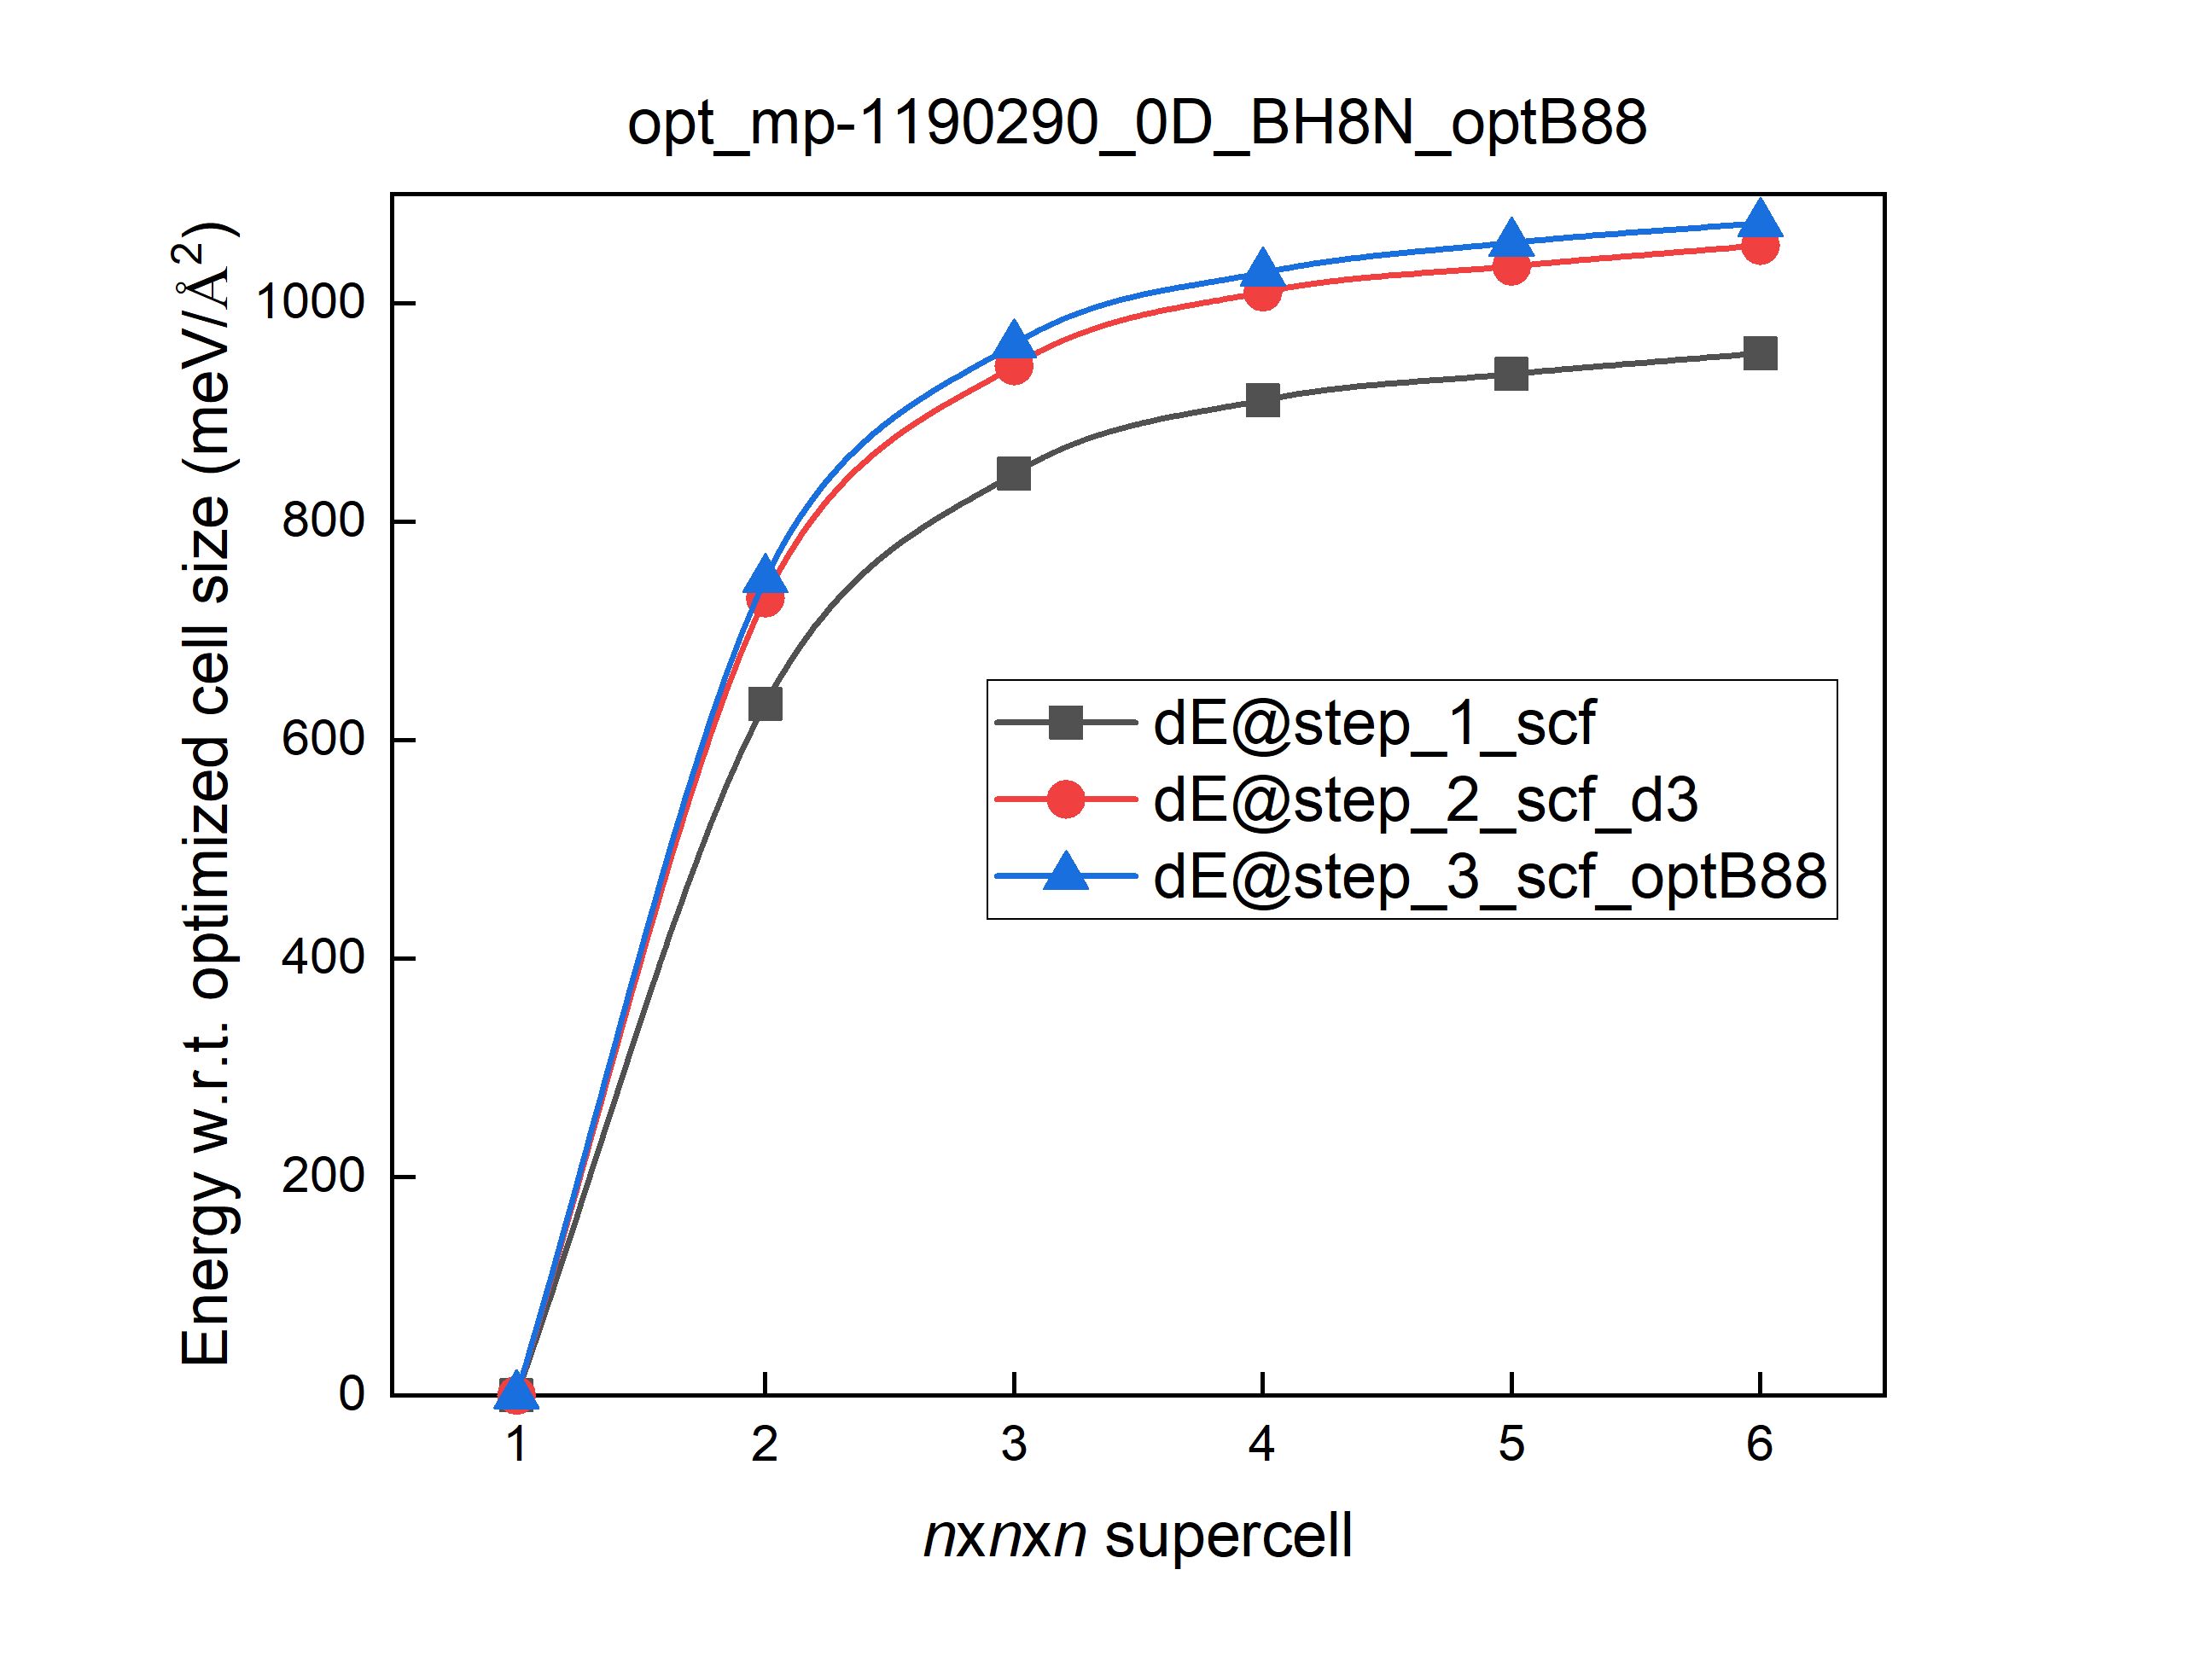 opt_mp-1190290_0D_BH8N_optB88
Energy w.r.t. optimized cell size (meV/Å²)
1000
800
600
400
200
0
dE@step_1_scf
dE@step_2_scf_d3
dE@step_3_scf_optB88
1 2 3 4 5 6
nxnxn supercell